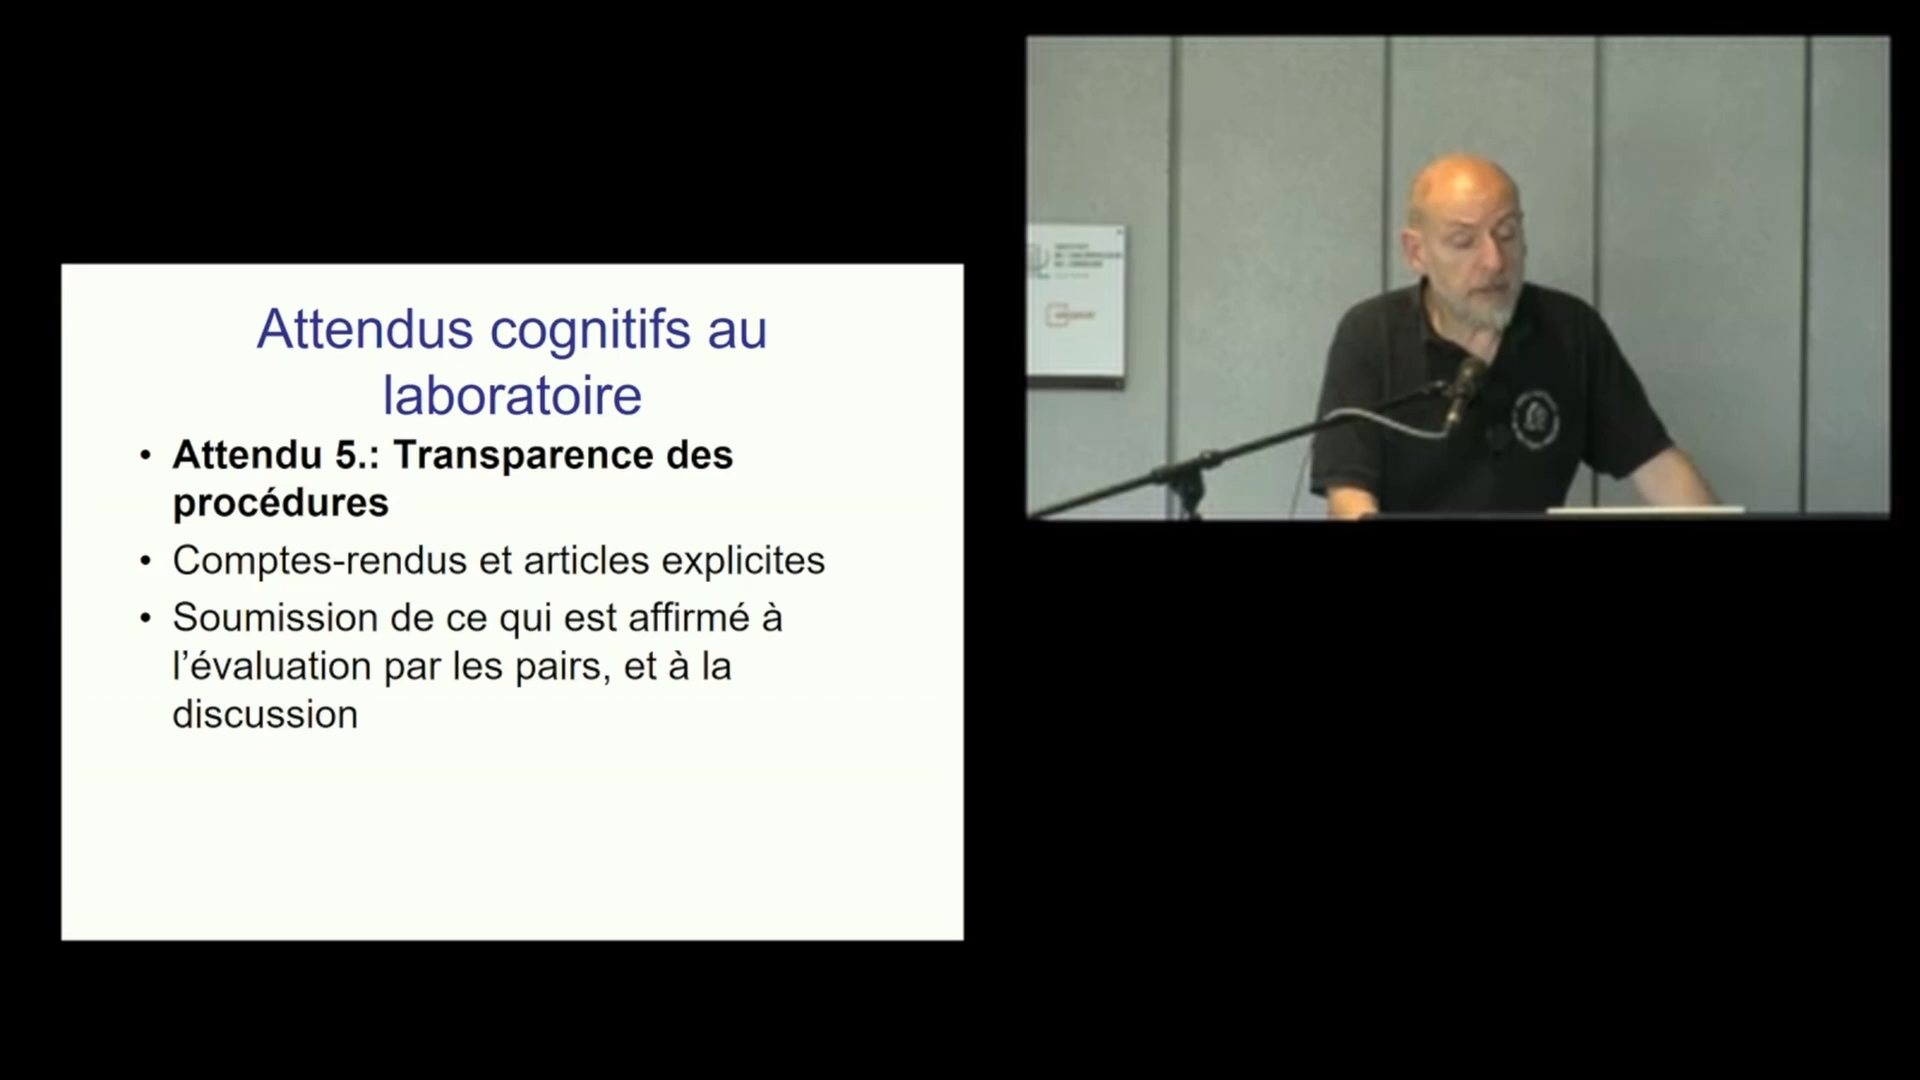 Attendus cognitifs au
laboratoire
• Attendu 5.: Transparence des
procédures
• Comptes-rendus et articles explicites
• Soumission de ce qui est affirmé à
l’évaluation par les pairs, et à la
discussion